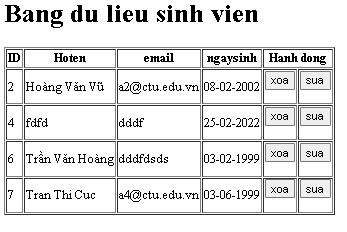 Bang du lieu sinh vien
ID Hoten email ngaysinh Hanh dong
2 Hoàng Văn Vũ a2@ctu.edu.vn 08-02-2002 xoa sua
4 fdfd dddf 25-02-2022 xoa sua
6 Trần Văn Hoàng dddfdsds 03-02-1999 xoa sua
7 Tran Thi Cuc a4@ctu.edu.vn 03-06-1999 xoa sua